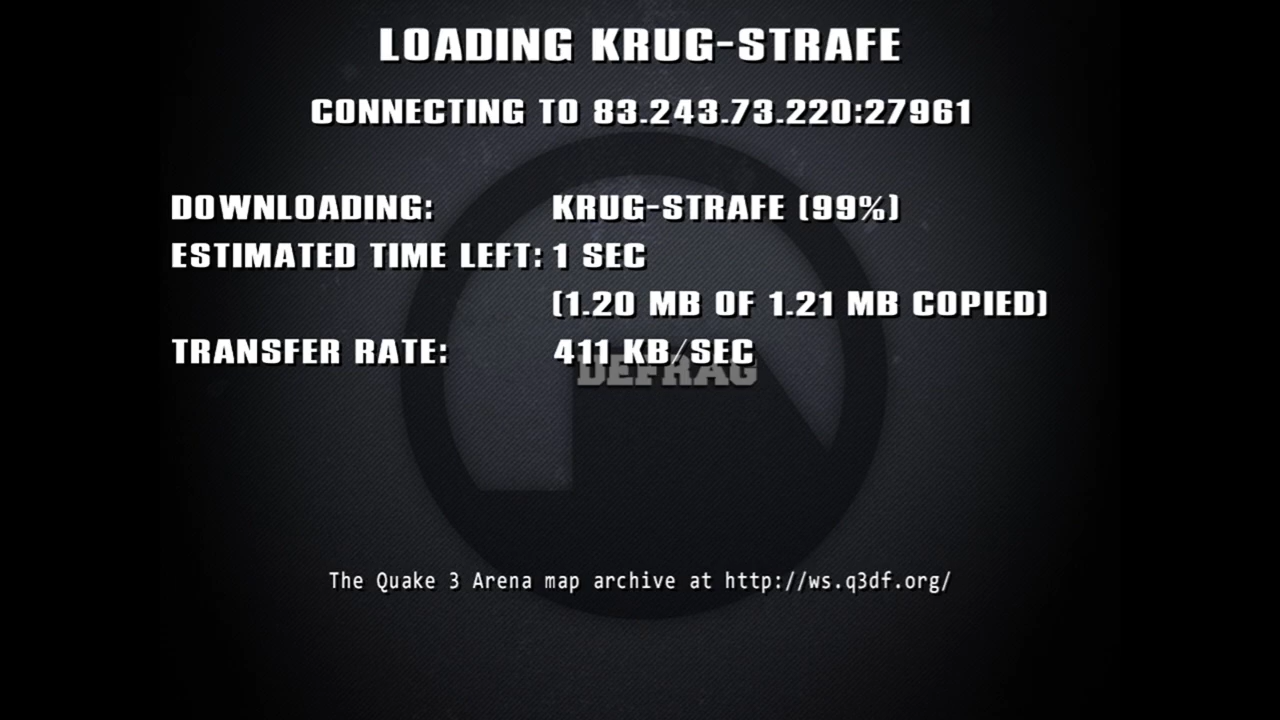 LOADING KRUG-STRAFE
CONNECTING TO 83.243.73.220:27961
DOWNLOADING: KRUG-STRAFE (99%)
ESTIMATED TIME LEFT: 1 SEC
(1.20 MB OF 1.21 MB COPIED)
TRANSFER RATE: 411 KB/SEC
DEFRAG
The Quake 3 Arena map archive at http://ws.q3df.org/